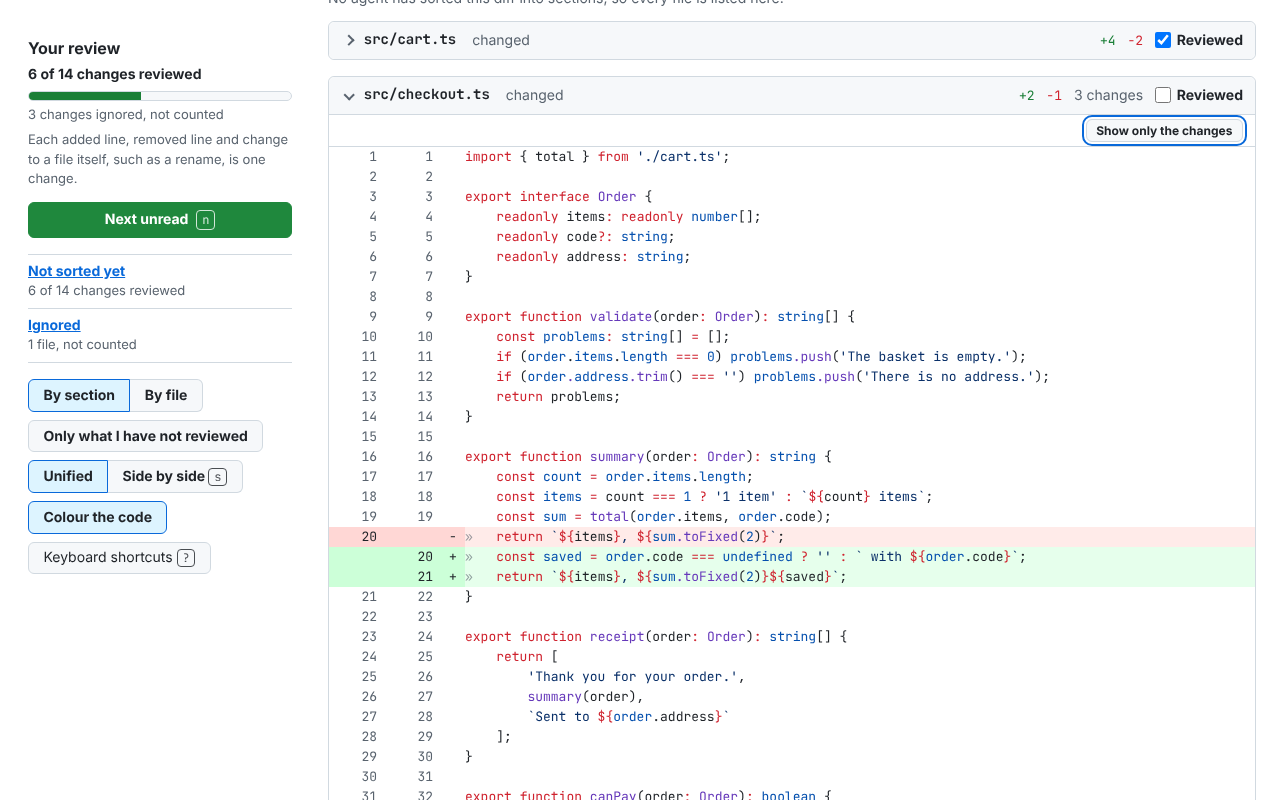 No agent has sorted this diff into sections, so every file is listed here.
Your review
6 of 14 changes reviewed
3 changes ignored, not counted
Each added line, removed line and change
to a file itself, such as a rename, is one
change.
Next unread n
Not sorted yet
6 of 14 changes reviewed
Ignored
1 file, not counted
By section By file
Only what I have not reviewed
Unified Side by side s
Colour the code
Keyboard shortcuts ?
src/cart.ts changed +4 -2 Reviewed
src/checkout.ts changed +2 -1 3 changes Reviewed
Show only the changes
1 1 import { total } from './cart.ts';
2 2
3 3 export interface Order {
4 4     readonly items: readonly number[];
5 5     readonly code?: string;
6 6     readonly address: string;
7 7 }
8 8
9 9 export function validate(order: Order): string[] {
10 10     const problems: string[] = [];
11 11     if (order.items.length === 0) problems.push('The basket is empty.');
12 12     if (order.address.trim() === '') problems.push('There is no address.');
13 13     return problems;
14 14 }
15 15
16 16 export function summary(order: Order): string {
17 17     const count = order.items.length;
18 18     const items = count === 1 ? '1 item' : `${count} items`;
19 19     const sum = total(order.items, order.code);
20 - »   return `${items}, ${sum.toFixed(2)}`;
20 + »   const saved = order.code === undefined ? '' : ` with ${order.code}`;
21 + »   return `${items}, ${sum.toFixed(2)}${saved}`;
21 22 }
22 23
23 24 export function receipt(order: Order): string[] {
24 25     return [
25 26         'Thank you for your order.',
26 27         summary(order),
27 28         `Sent to ${order.address}`
28 29     ];
29 30 }
30 31
31 32 export function canPay(order: Order): boolean {